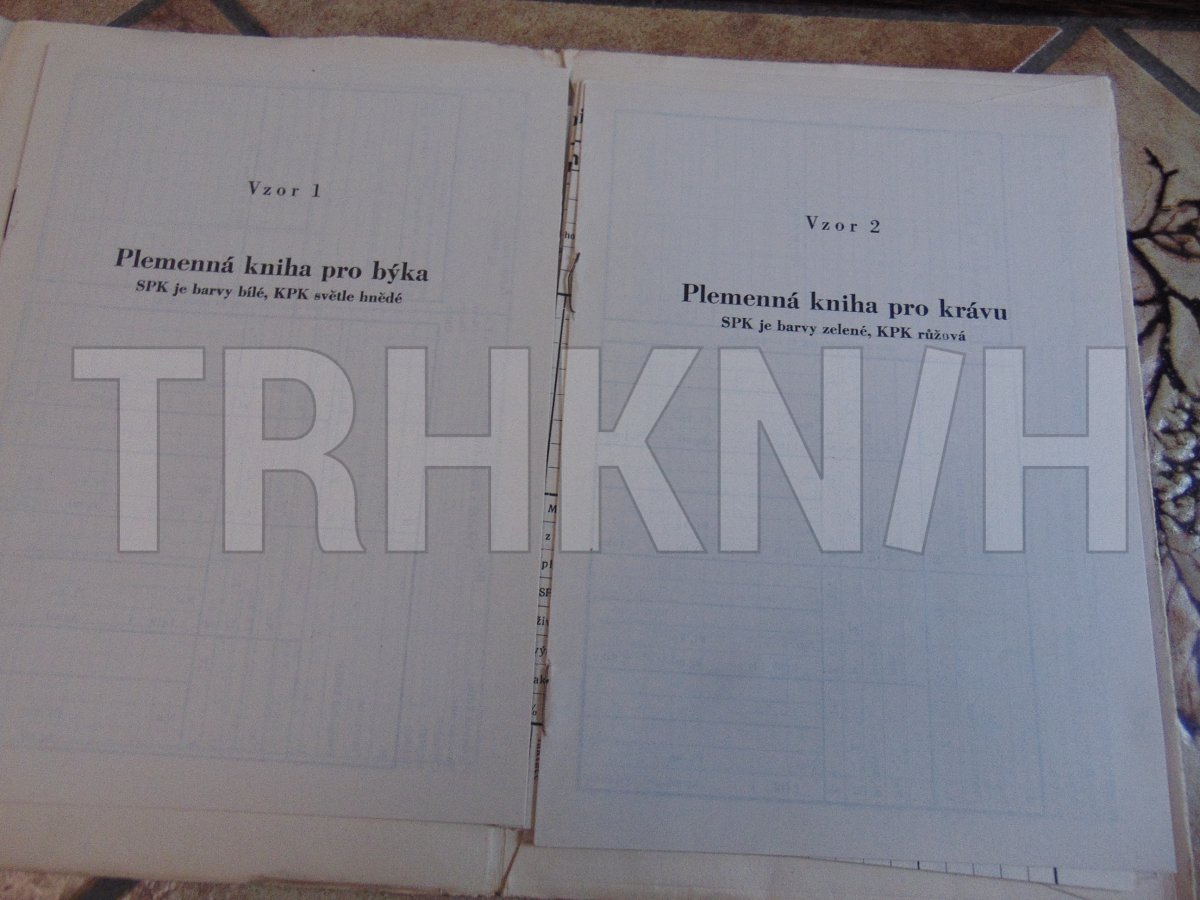 Vzor 1
Plemenná kniha pro býka
SPK je barvy bílé, KPK světle hnědé
Vzor 2
Plemenná kniha pro krávu
SPK je barvy zelené, KPK růžová
TRHKNIH